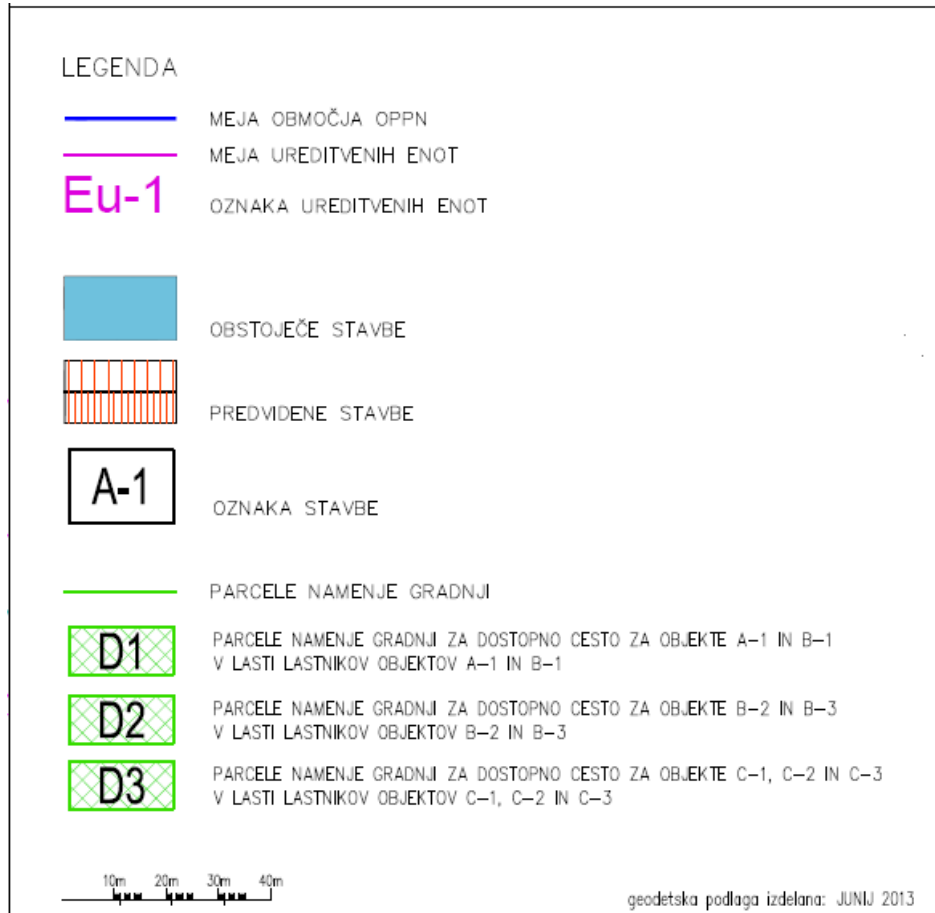 LEGENDA
MEJA OBMOČJA OPPN
MEJA UREDITVENIH ENOT
Eu-1 OZNAKA UREDITVENIH ENOT
OBSTOJEČE STAVBE
PREDVIDENE STAVBE
A-1 OZNAKA STAVBE
PARCELE NAMENJE GRADNJI
D1 PARCELE NAMENJE GRADNJI ZA DOSTOPNO CESTO ZA OBJEKTE A-1 IN B-1
V LASTI LASTNIKOV OBJEKTOV A-1 IN B-1
D2 PARCELE NAMENJE GRADNJI ZA DOSTOPNO CESTO ZA OBJEKTE B-2 IN B-3
V LASTI LASTNIKOV OBJEKTOV B-2 IN B-3
D3 PARCELE NAMENJE GRADNJI ZA DOSTOPNO CESTO ZA OBJEKTE C-1, C-2 IN C-3
V LASTI LASTNIKOV OBJEKTOV C-1, C-2 IN C-3
10m 20m 30m 40m
geodetska podlaga izdelana: JUNIJ 2013